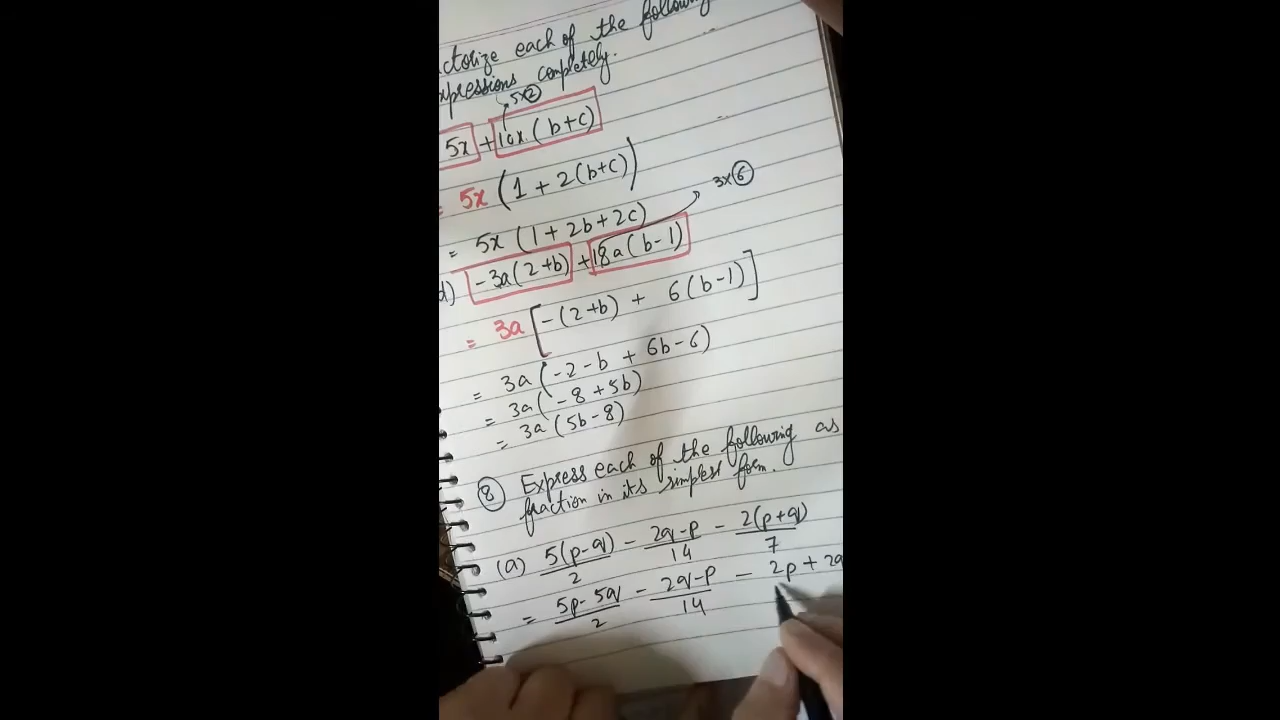 ctorize each of the following
xpressions completely.
5x2
5x + 10x (b+c)
= 5x (1 + 2(b+c))
= 5x (1 + 2b + 2c)
3x6
d) -3a(2+b) + 18a(b-1)
= 3a [-(2+b) + 6(b-1)]
= 3a (-2-b + 6b-6)
= 3a (-8 + 5b)
= 3a (5b-8)
8 Express each of the following as
fraction in its simplest form.
(a) 5(p-q)/2 - 2q-p/14 - 2(p+q)/7
= 5p-5q/2 - 2q-p/14 - 2p+2q